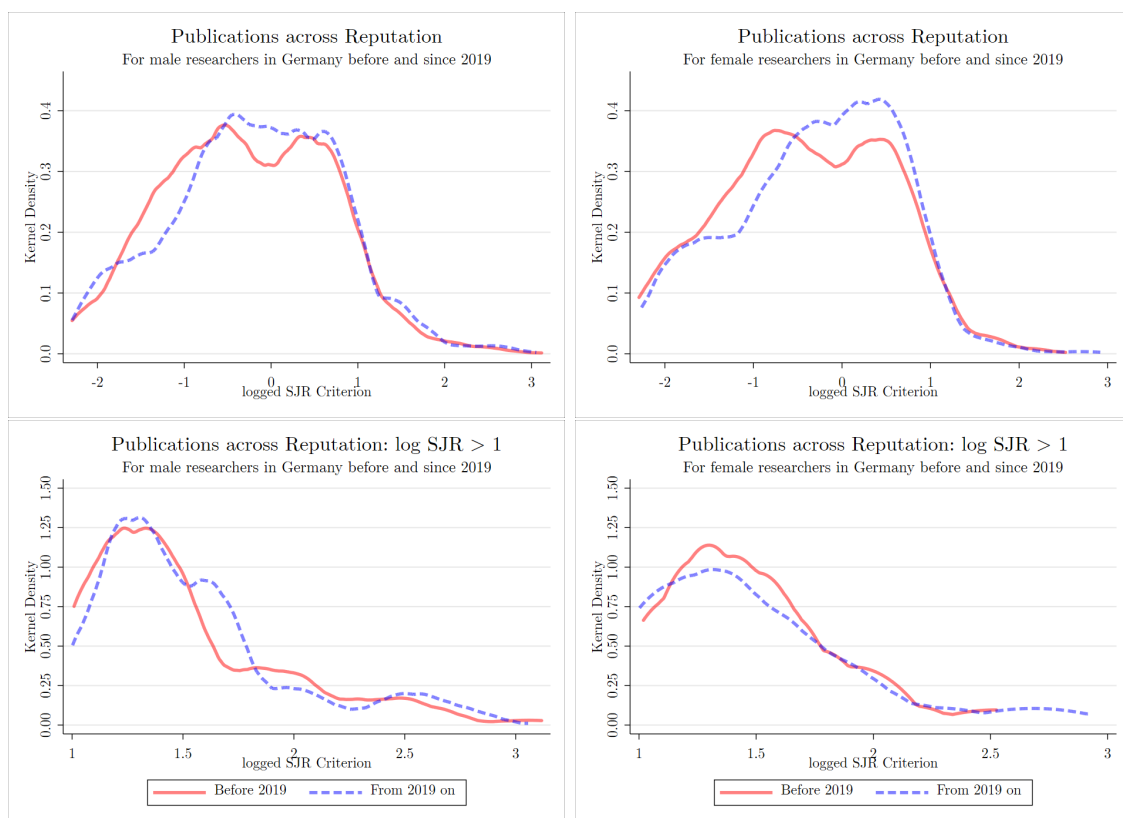 Publications across Reputation
For male researchers in Germany before and since 2019
Kernel Density
0.4
0.3
0.2
0.1
0.0
-2 -1 0 1 2 3
logged SJR Criterion
Publications across Reputation
For female researchers in Germany before and since 2019
Kernel Density
0.4
0.3
0.2
0.1
0.0
-2 -1 0 1 2 3
logged SJR Criterion
Publications across Reputation: log SJR > 1
For male researchers in Germany before and since 2019
Kernel Density
1.50
1.25
1.00
0.75
0.50
0.25
0.00
1 1.5 2 2.5 3
logged SJR Criterion
Before 2019 From 2019 on
Publications across Reputation: log SJR > 1
For female researchers in Germany before and since 2019
Kernel Density
1.50
1.25
1.00
0.75
0.50
0.25
0.00
1 1.5 2 2.5 3
logged SJR Criterion
Before 2019 From 2019 on